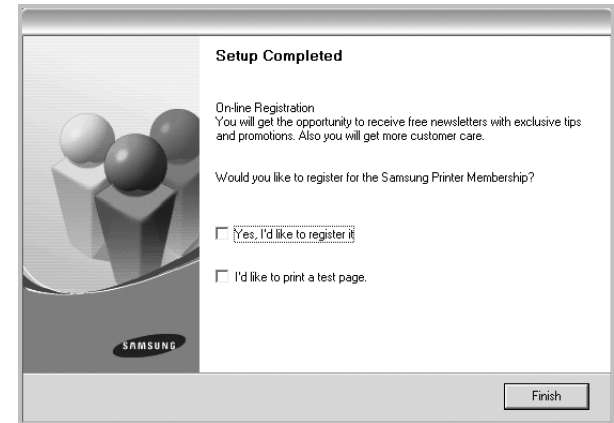 Setup Completed
On-line Registration
You will get the opportunity to receive free newsletters with exclusive tips
and promotions. Also you will get more customer care.
Would you like to register for the Samsung Printer Membership?
Yes, I'd like to register it
I'd like to print a test page.
SAMSUNG
Finish